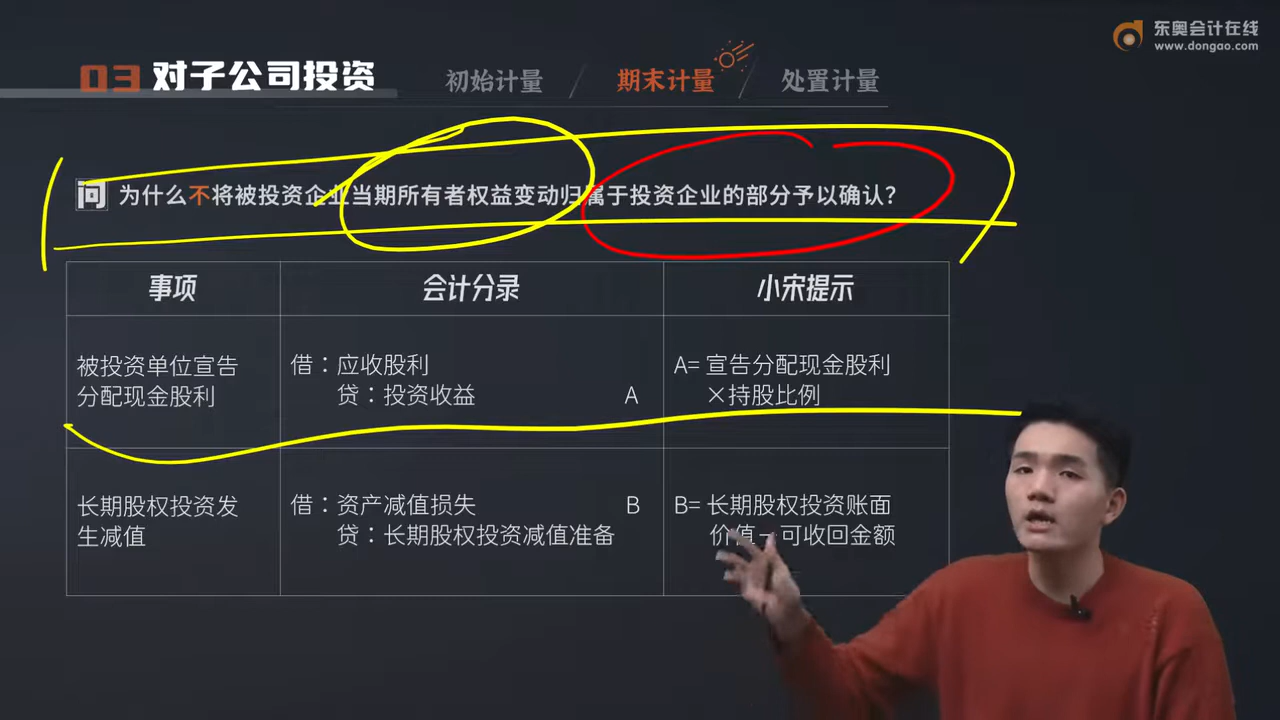 东奥会计在线
www.dongao.com
03 对子公司投资
初始计量 / 期末计量 / 处置计量
问 为什么不将被投资企业当期所有者权益变动归属于投资企业的部分予以确认?
事项 会计分录 小宋提示
被投资单位宣告
分配现金股利
借：应收股利
贷：投资收益 A
A= 宣告分配现金股利
×持股比例
长期股权投资发
生减值
借：资产减值损失 B
贷：长期股权投资减值准备
B= 长期股权投资账面
价值-可收回金额